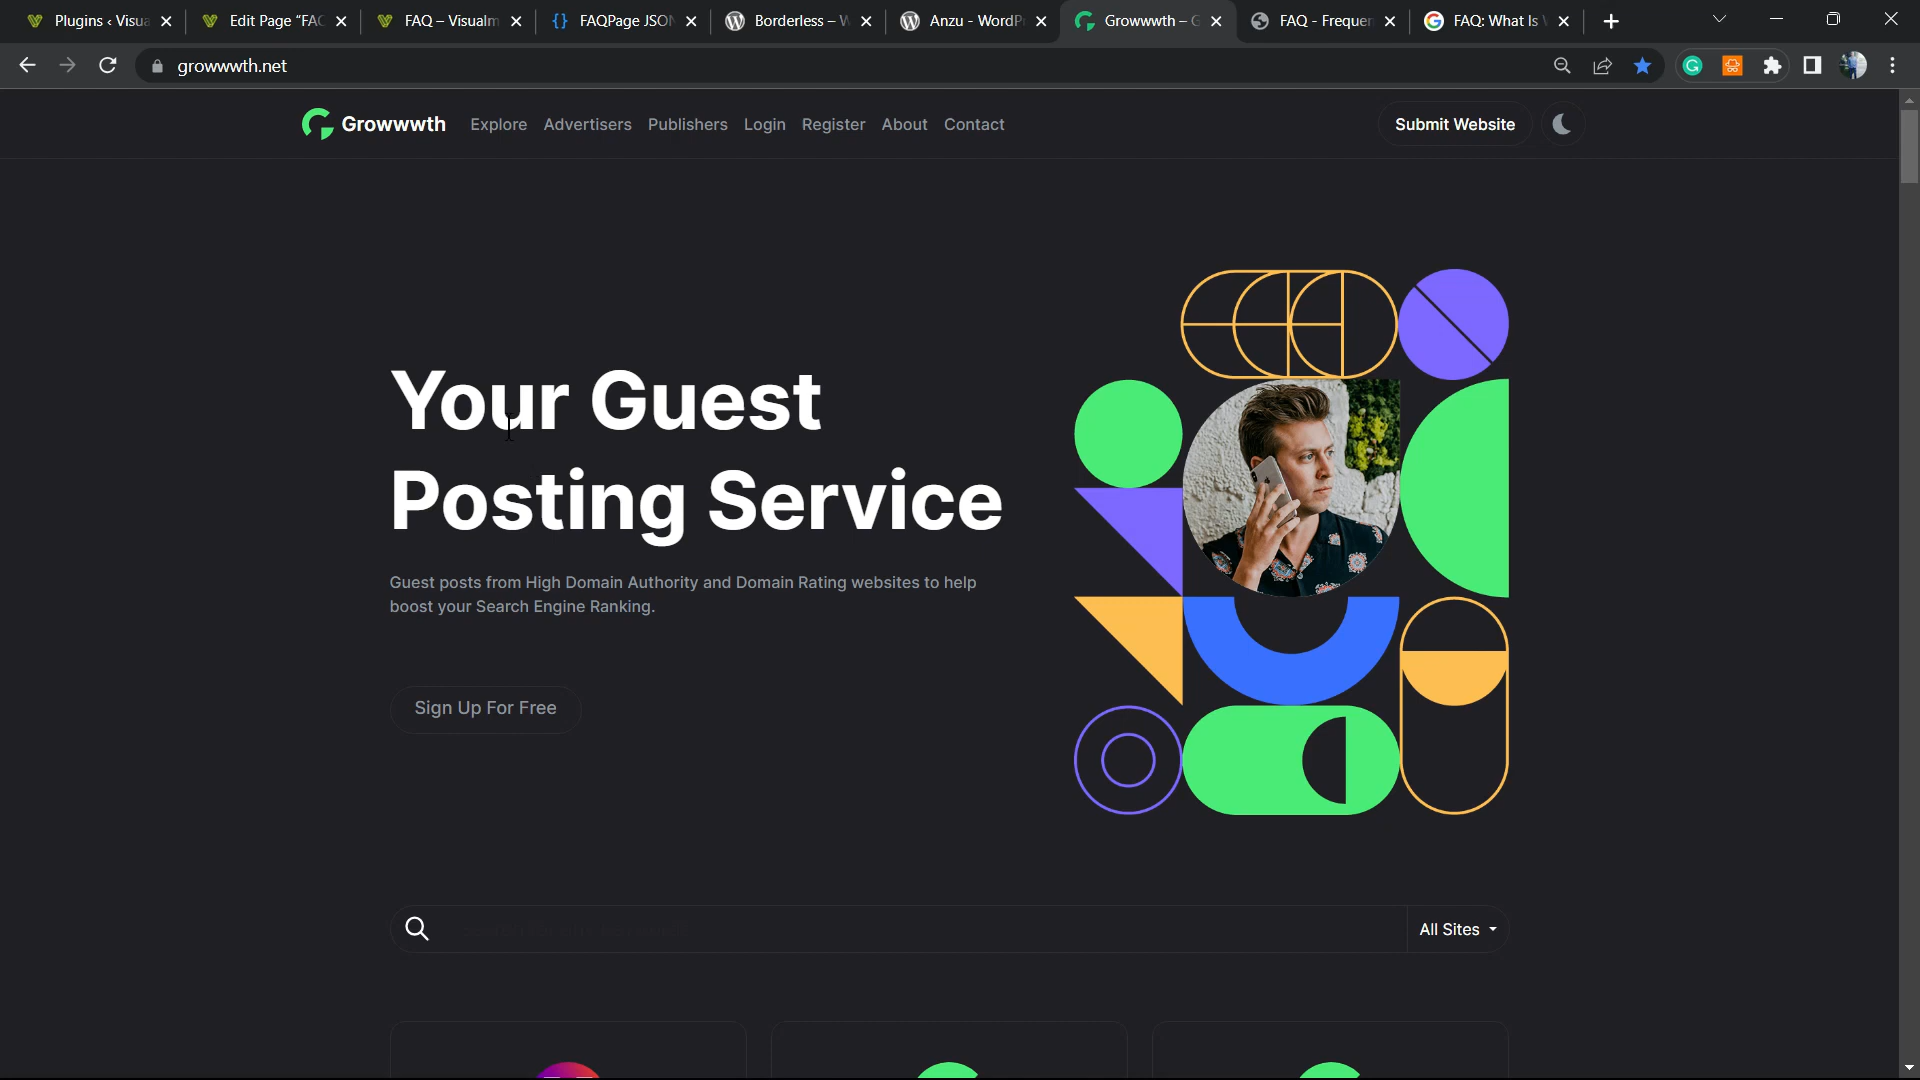 Plugins ‹ Visua
Edit Page “FAC
FAQ – Visualm
{} FAQPage JSON
Borderless – W
Anzu - WordPr
Growwwth – G
FAQ - Frequen
FAQ: What Is
growwwth.net
Growwwth Explore Advertisers Publishers Login Register About Contact
Submit Website
Your Guest
Posting Service
Guest posts from High Domain Authority and Domain Rating websites to help
boost your Search Engine Ranking.
Sign Up For Free
All Sites